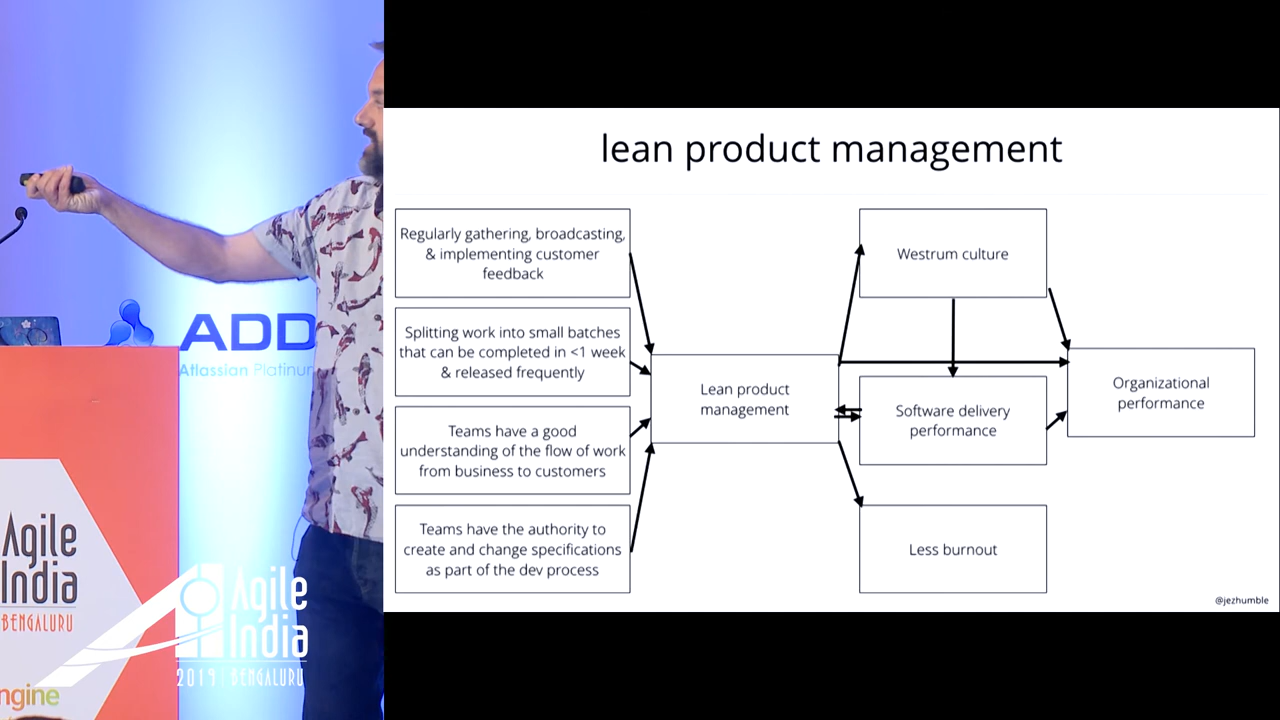 lean product management
Regularly gathering, broadcasting,
& implementing customer
feedback
Splitting work into small batches
that can be completed in <1 week
& released frequently
Teams have a good
understanding of the flow of work
from business to customers
Teams have the authority to
create and change specifications
as part of the dev process
Lean product
management
Westrum culture
Software delivery
performance
Less burnout
Organizational
performance
@jezhumble
ADD
Atlassian Platinum
Agile
India
BENGALURU
ngine
Agile
India
2019 | BENGALURU